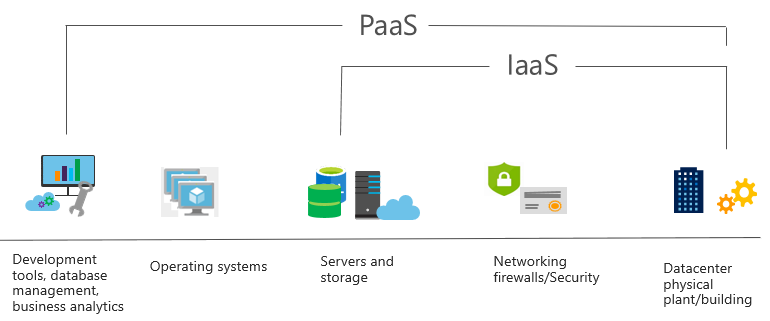 PaaS
IaaS
Development
tools, database
management,
business analytics
Operating systems
Servers and
storage
Networking
firewalls/Security
Datacenter
physical
plant/building